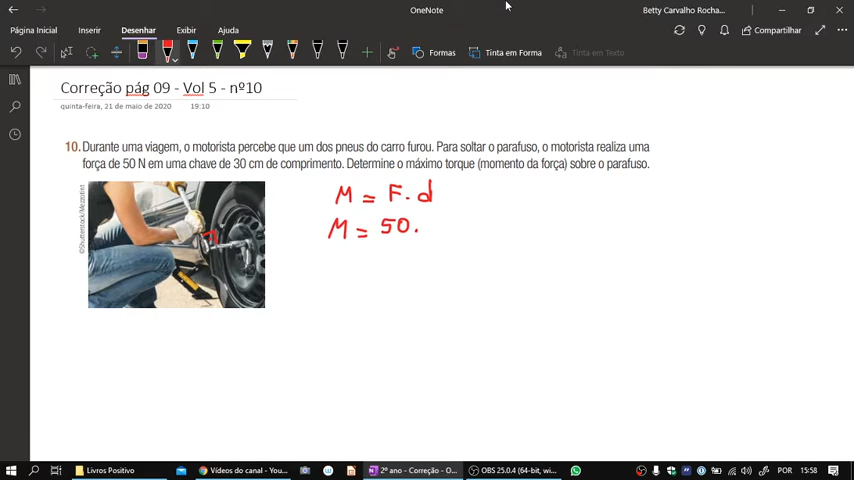 OneNote
Betty Carvalho Rocha...
Página Inicial Inserir Desenhar Exibir Ajuda
Compartilhar
Formas Tinta em Forma Tinta em Texto
Correção pág 09 - Vol 5 - nº10
quinta-feira, 21 de maio de 2020 19:10
10. Durante uma viagem, o motorista percebe que um dos pneus do carro furou. Para soltar o parafuso, o motorista realiza uma
força de 50 N em uma chave de 30 cm de comprimento. Determine o máximo torque (momento da força) sobre o parafuso.
©Shutterstock/Mezzotint
M = F. d
M = 50.
Livros Positivo
Vídeos do canal - You...
2º ano - Correção - O...
OBS 25.0.4 (64-bit, wi...
POR 15:58